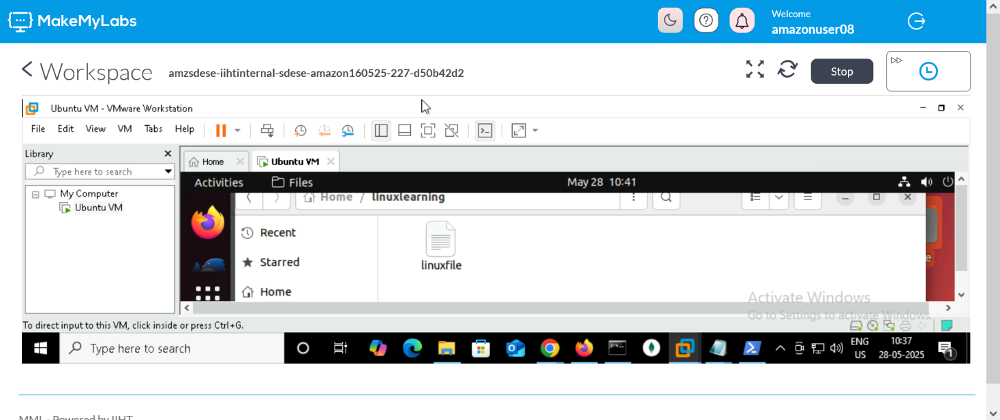 MakeMyLabs
Welcome
amazonuser08
Workspace
amzsdese-iihtinternal-sdese-amazon160525-227-d50b42d2
Stop
Ubuntu VM - VMware Workstation
File Edit View VM Tabs Help
Library
Type here to search
My Computer
Ubuntu VM
Home
Ubuntu VM
Activities
Files
May 28 10:41
Home / linuxlearning
Recent
Starred
Home
linuxfile
e
Activate Windows
Go to Settings to activate Windows.
To direct input to this VM, click inside or press Ctrl+G.
Type here to search
ENG
US
10:37
28-05-2025
1
MML - Powered by IIHT